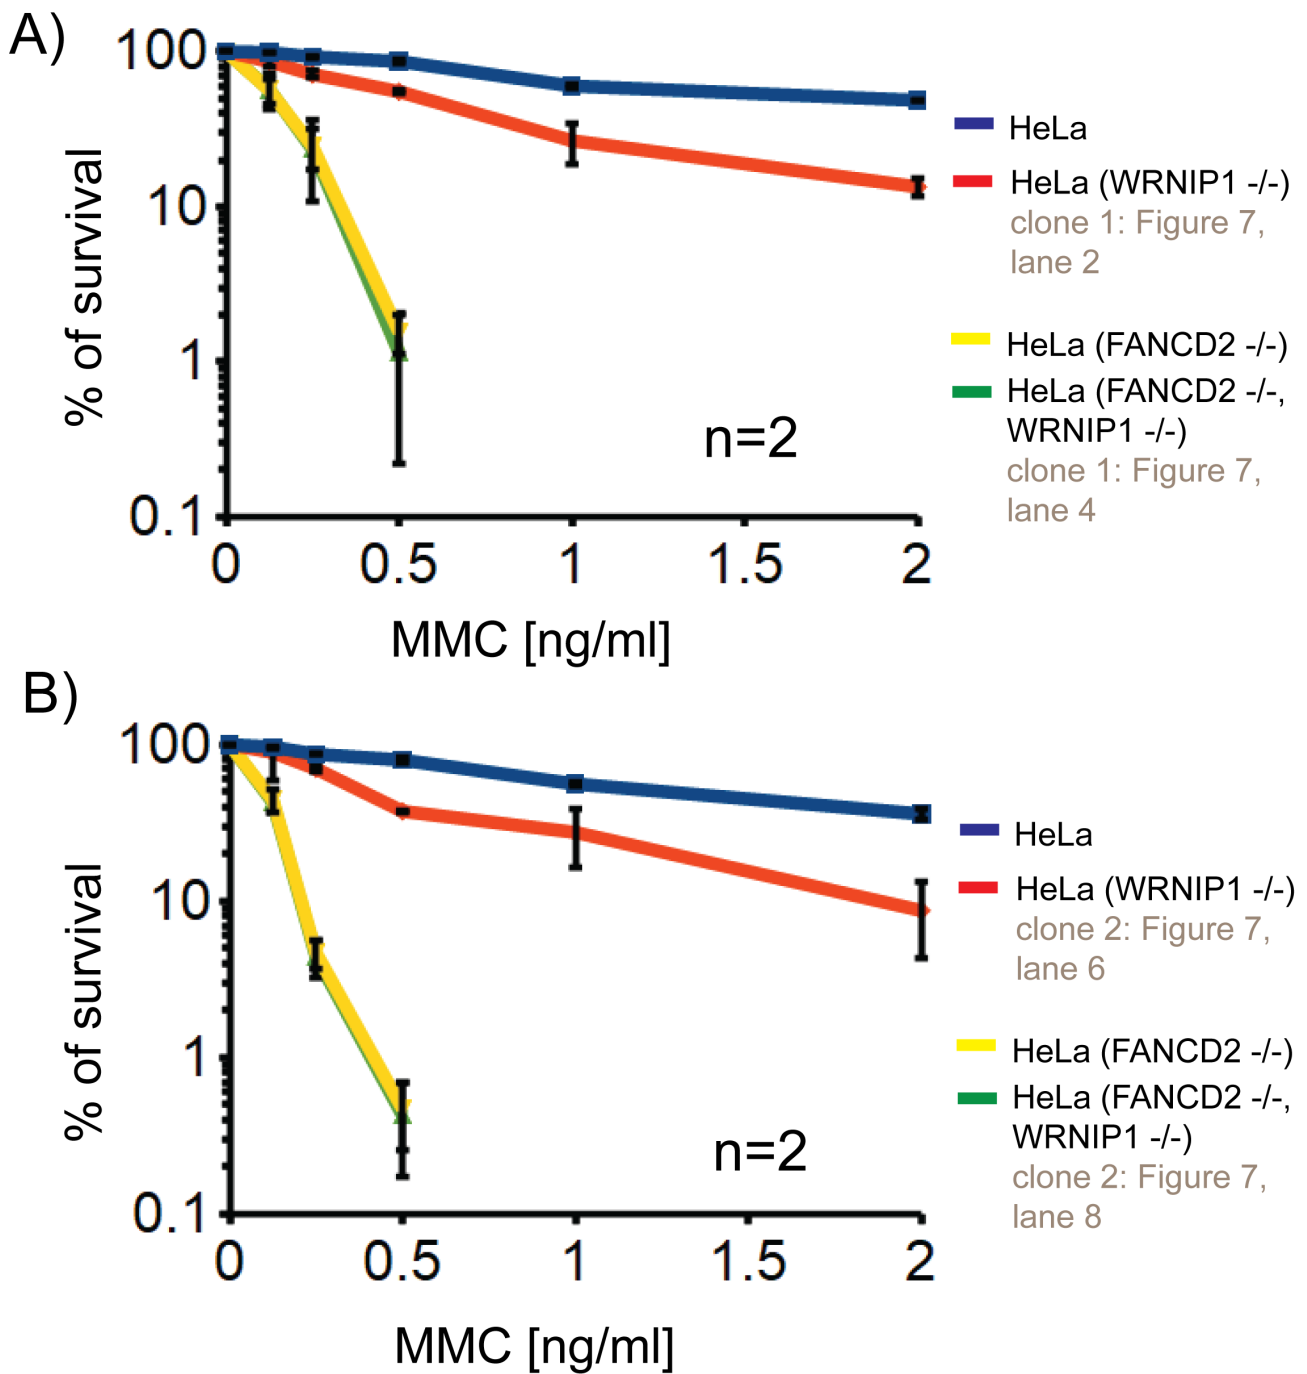 A)
100
10
1
0.1
% of survival
0
0.5
1
1.5
2
MMC [ng/ml]
n=2
HeLa
HeLa (WRNIP1 -/-)
clone 1: Figure 7,
lane 2
HeLa (FANCD2 -/-)
HeLa (FANCD2 -/-,
WRNIP1 -/-)
clone 1: Figure 7,
lane 4
B)
100
10
1
0.1
% of survival
0
0.5
1
1.5
2
MMC [ng/ml]
n=2
HeLa
HeLa (WRNIP1 -/-)
clone 2: Figure 7,
lane 6
HeLa (FANCD2 -/-)
HeLa (FANCD2 -/-,
WRNIP1 -/-)
clone 2: Figure 7,
lane 8